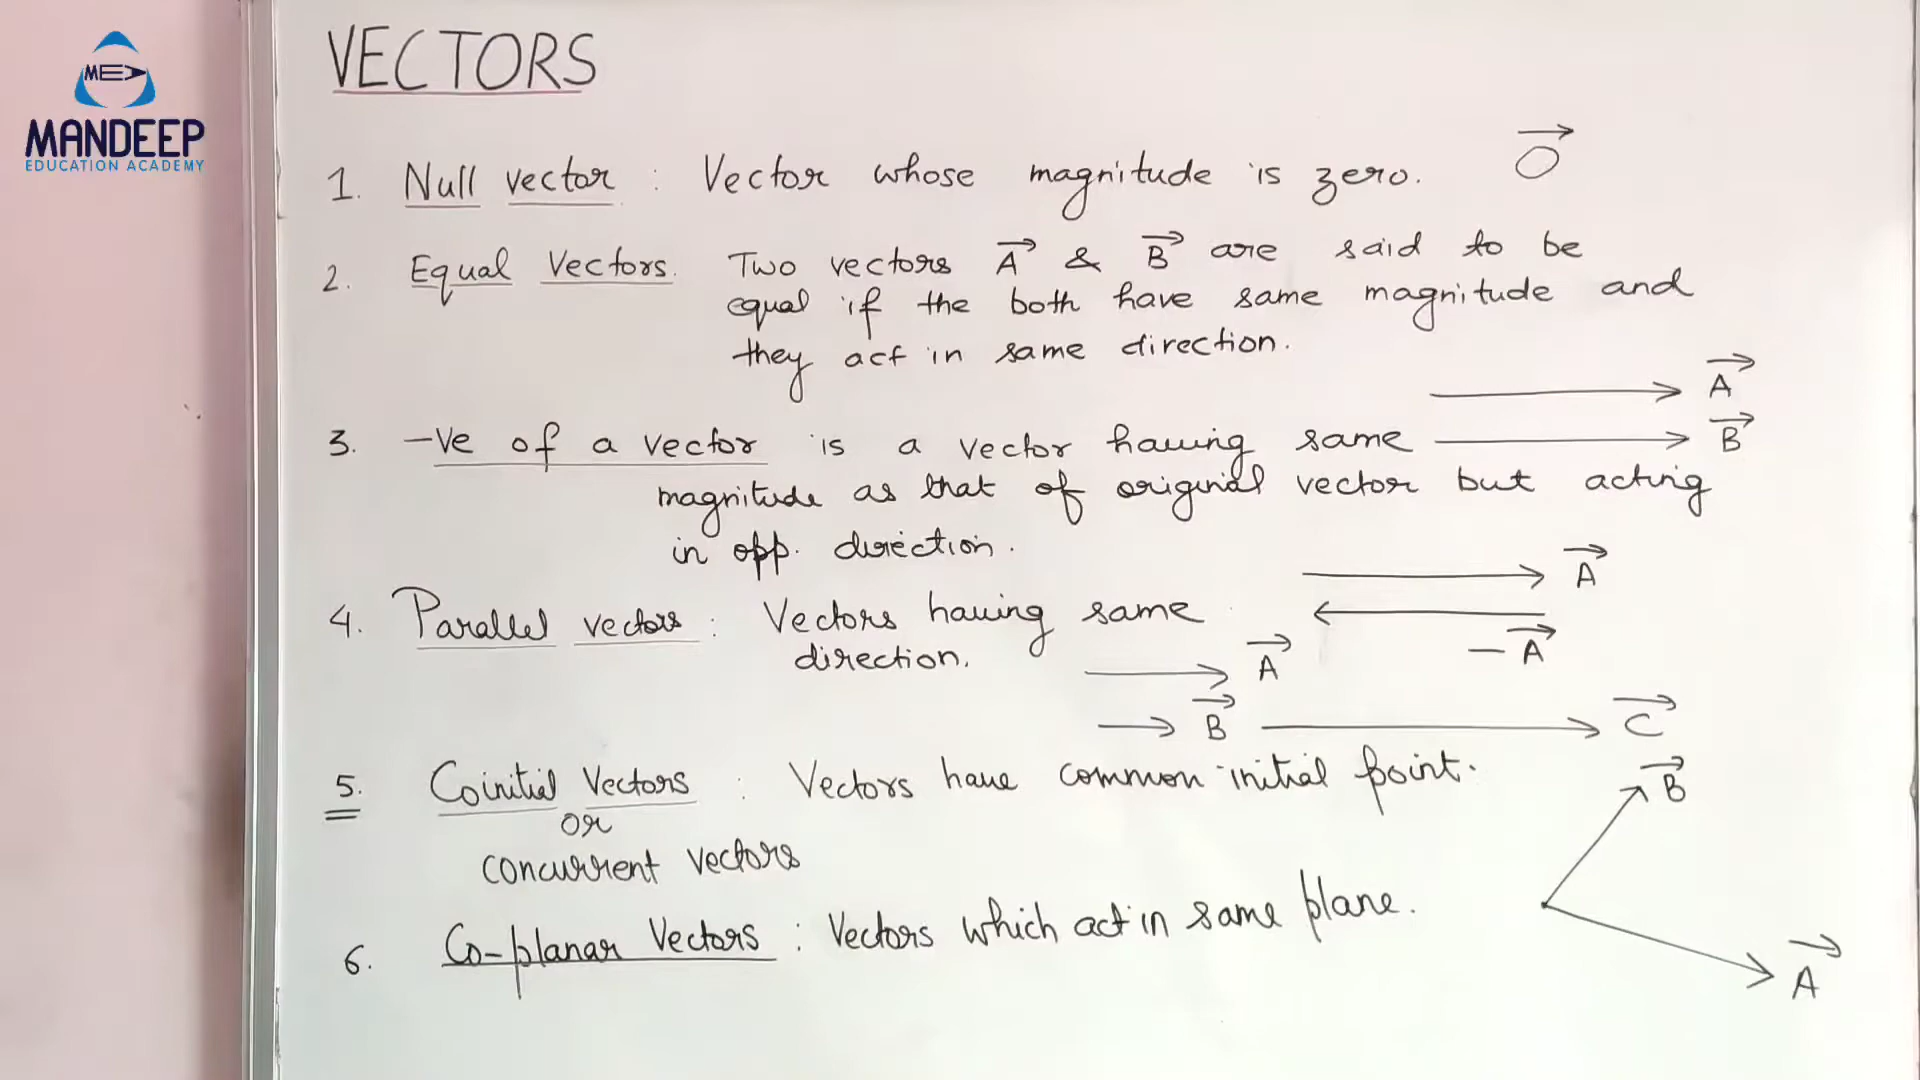 MEA
MANDEEP
EDUCATION ACADEMY
VECTORS
1. Null vector : Vector whose magnitude is zero. O
2. Equal Vectors. Two vectors A & B are said to be
equal if the both have same magnitude and
they act in same direction.
A
3. -ve of a vector is a vector having same B
magnitude as that of original vector but acting
in opp. direction.
A
4. Parallel vectors : Vectors having same
direction. A -A
B C
5. Coinitial Vectors : Vectors have common initial point. B
or
concurrent vectors
6. Co-planar Vectors : Vectors which act in same plane.
A